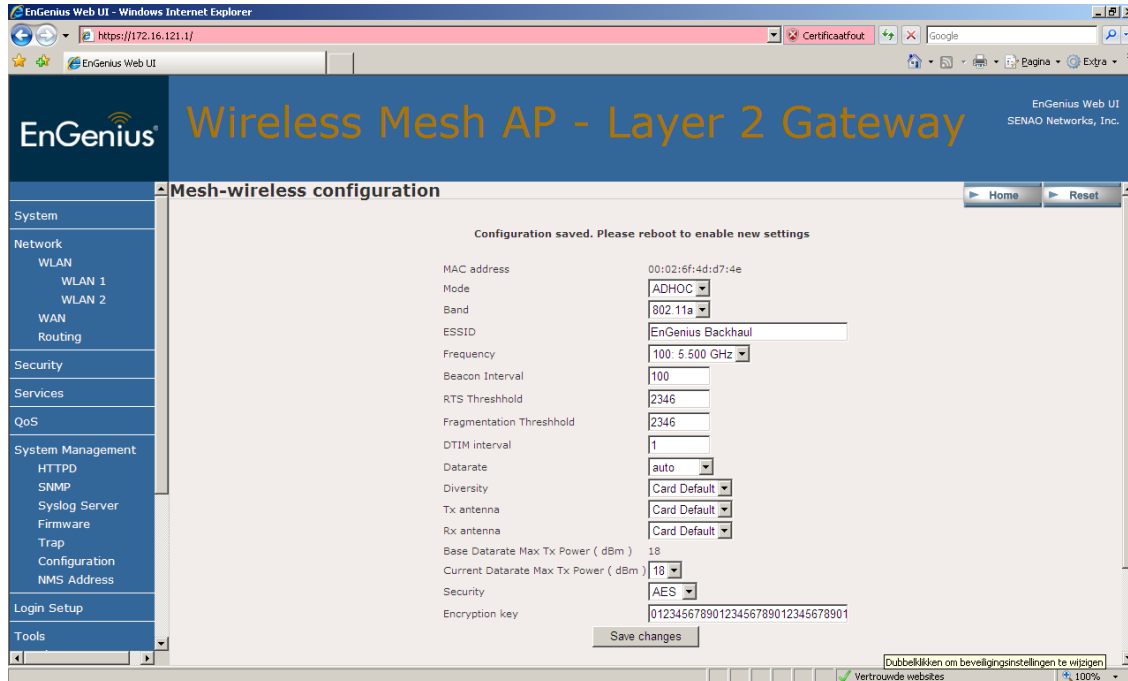 EnGenius Web UI - Windows Internet Explorer
https://172.16.121.1/
Certificaatfout
Google
EnGenius Web UI
Pagina
Extra
EnGenius®
Wireless Mesh AP - Layer 2 Gateway
EnGenius Web UI
SENAO Networks, Inc.
System
Network
WLAN
WLAN 1
WLAN 2
WAN
Routing
Security
Services
QoS
System Management
HTTPD
SNMP
Syslog Server
Firmware
Trap
Configuration
NMS Address
Login Setup
Tools
Mesh-wireless configuration
Home
Reset
Configuration saved. Please reboot to enable new settings
MAC address 00:02:6f:4d:d7:4e
Mode ADHOC
Band 802.11a
ESSID EnGenius Backhaul
Frequency 100: 5.500 GHz
Beacon Interval 100
RTS Threshhold 2346
Fragmentation Threshhold 2346
DTIM interval 1
Datarate auto
Diversity Card Default
Tx antenna Card Default
Rx antenna Card Default
Base Datarate Max Tx Power ( dBm ) 18
Current Datarate Max Tx Power ( dBm ) 18
Security AES
Encryption key 01234567890123456789012345678901
Save changes
Dubbelklikken om beveiligingsinstellingen te wijzigen
Vertrouwde websites
100%